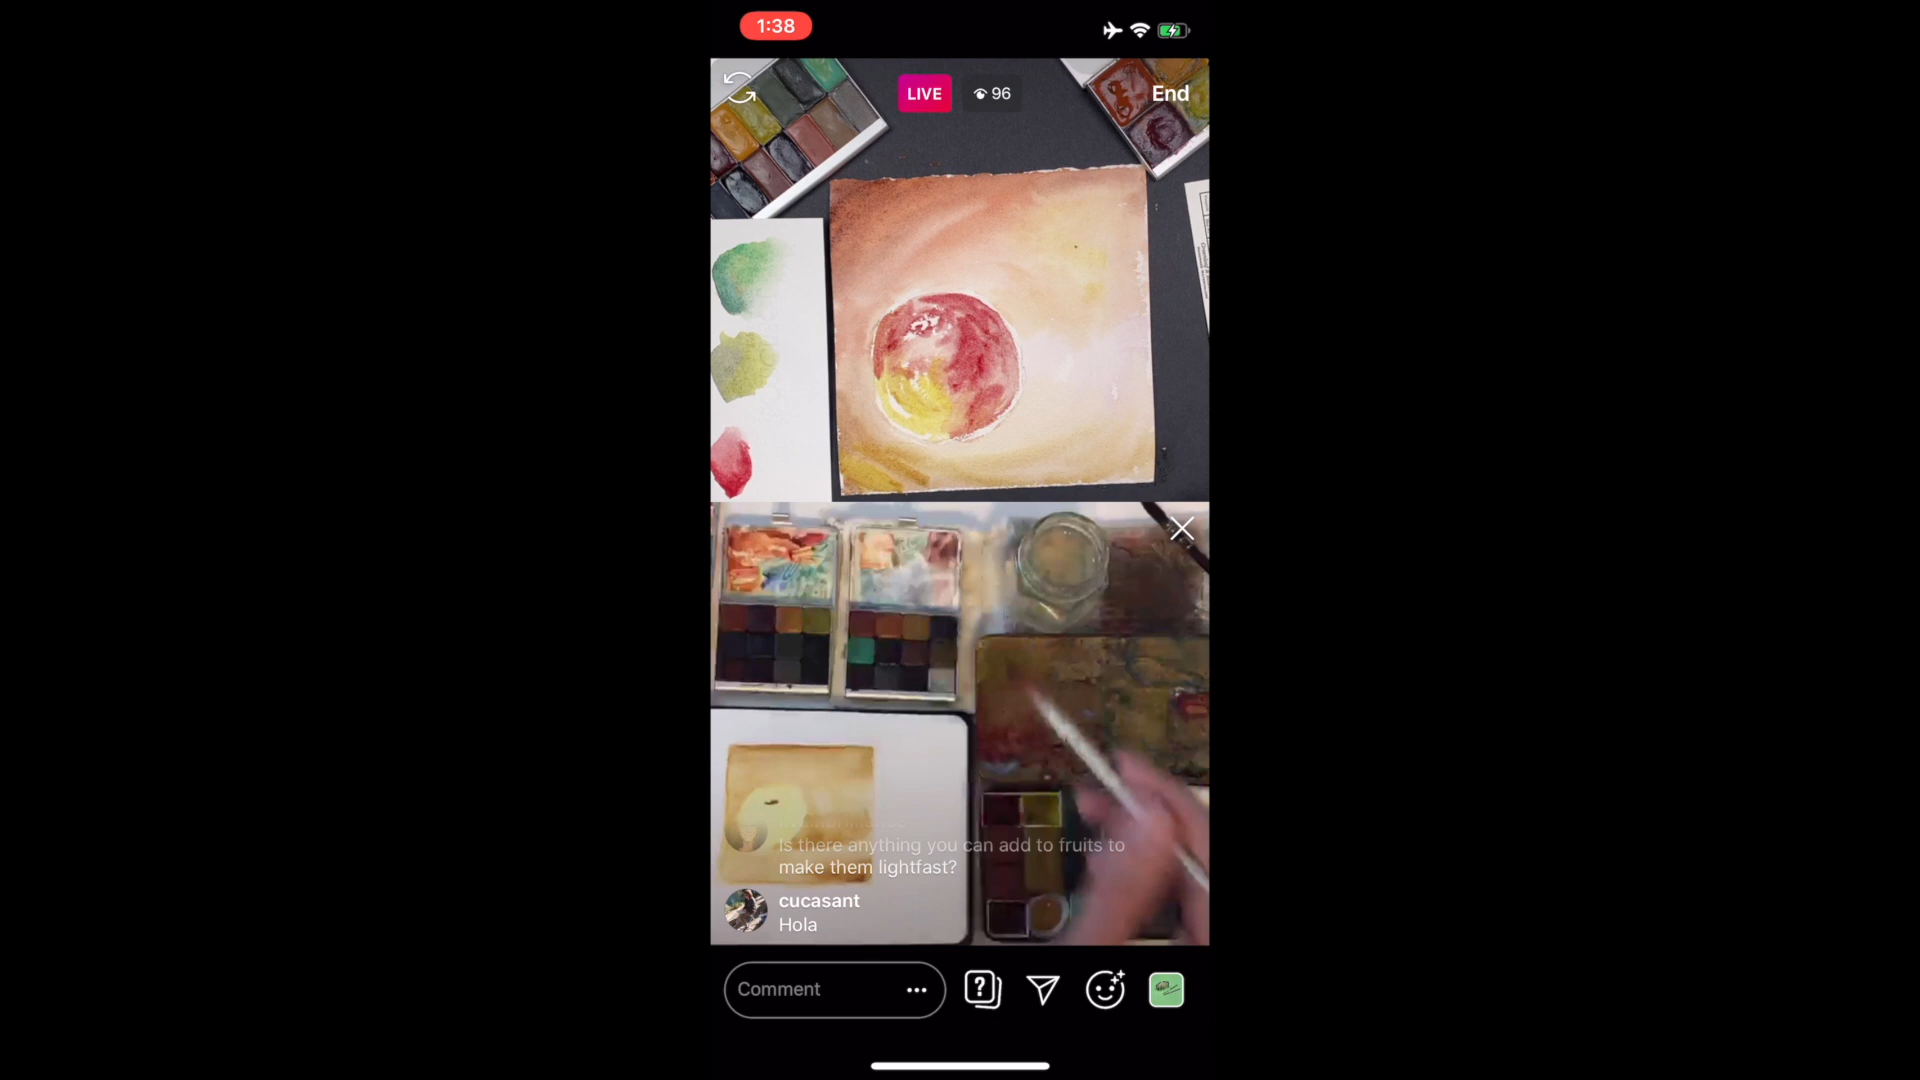 1:38
LIVE
96
End
Is there anything you can add to fruits to
make them lightfast?
cucasant
Hola
Comment